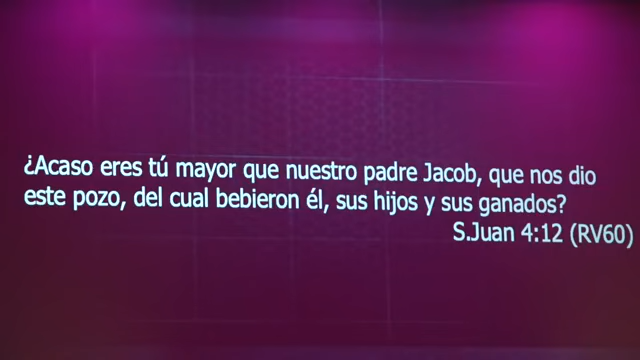 ¿Acaso eres tú mayor que nuestro padre Jacob, que nos dio
este pozo, del cual bebieron él, sus hijos y sus ganados?
S.Juan 4:12 (RV60)